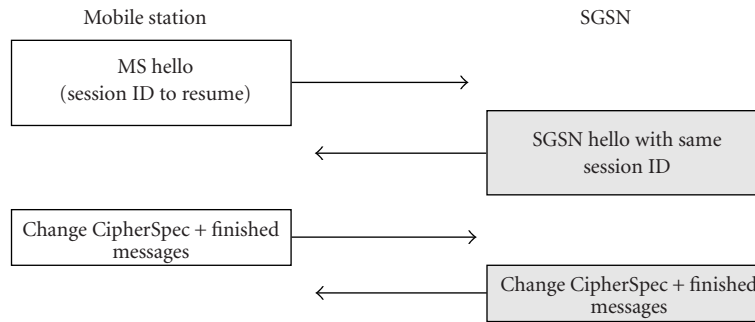 Mobile station
SGSN
MS hello
(session ID to resume)
SGSN hello with same
session ID
Change CipherSpec + finished
messages
Change CipherSpec + finished
messages